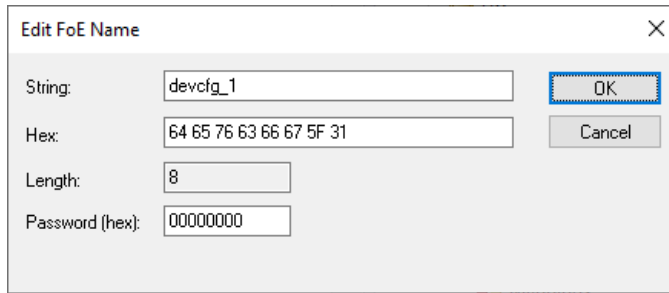 Edit FoE Name
String: devcfg_1 OK
Hex: 64 65 76 63 66 67 5F 31 Cancel
Length: 8
Password (hex): 00000000